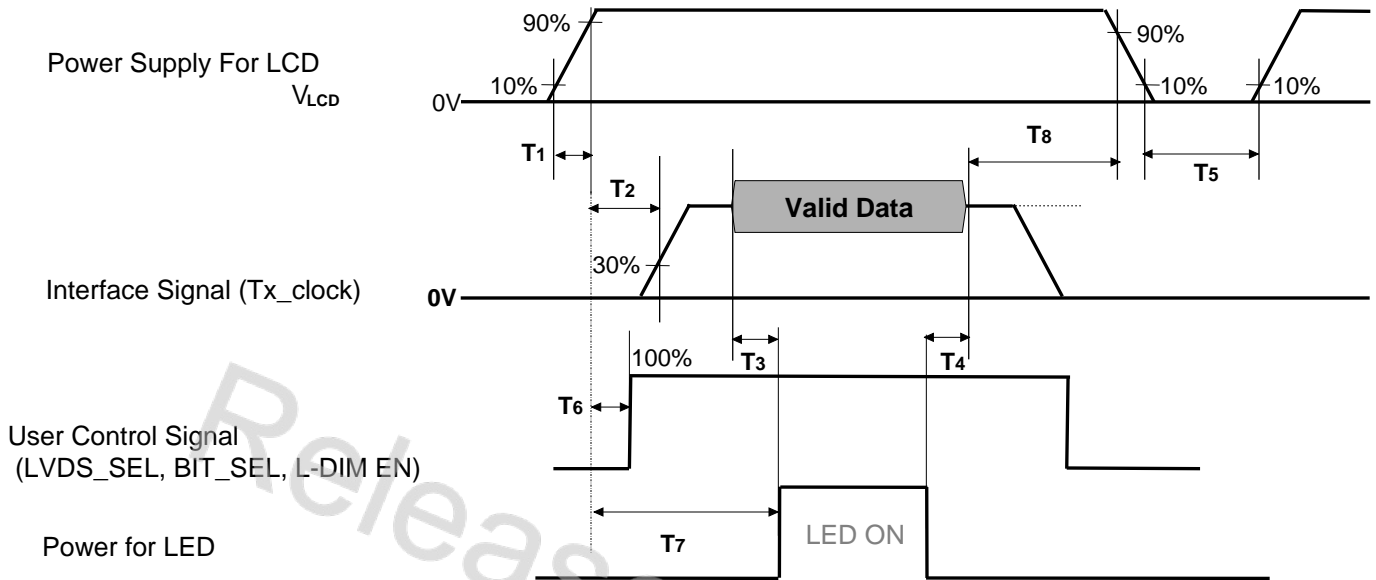 90%
90%
Power Supply For LCD
VLCD
10%
10%
10%
0V
T1
T8
T5
T2
Valid Data
30%
Interface Signal (Tx_clock)
0V
100%
T3
T4
T6
User Control Signal
(LVDS_SEL, BIT_SEL, L-DIM EN)
Power for LED
T7
LED ON
Releas